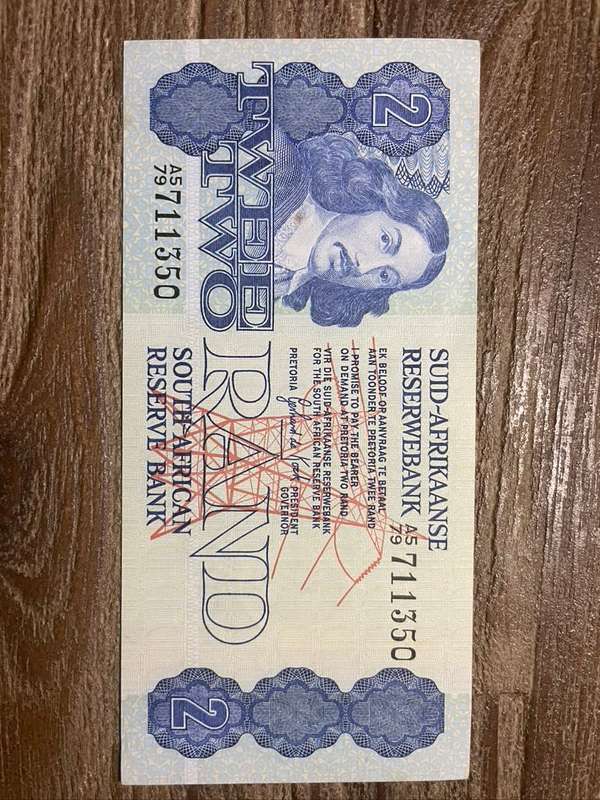 2
SUID-AFRIKAANSE
RESERWEBANK
A5
79 711350
EK BELOOF OP AANVRAAG TE BETAAL
AAN TOONDER TE PRETORIA TWEE RAND
I PROMISE TO PAY THE BEARER
ON DEMAND AT PRETORIA TWO RAND
VIR DIE SUID-AFRIKAANSE RESERWEBANK
FOR THE SOUTH AFRICAN RESERVE BANK
PRETORIA
PRESIDENT
GOVERNOR
TWEE
TWO
RAND
A5
79 711350
SOUTH AFRICAN
RESERVE BANK
2